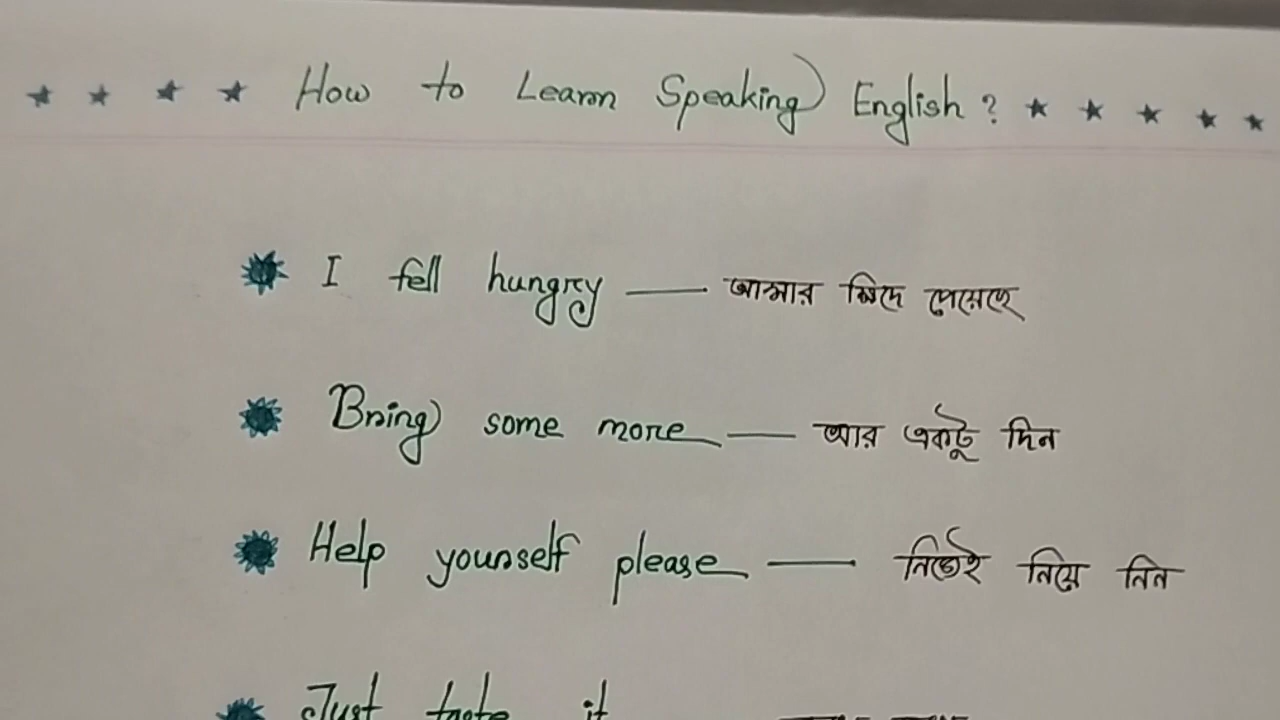 How to Learn Speaking English?
I fell hungry — আমার খিদে পেয়েছে
Bring some more — আর একটু দিন
Help yourself please — নিজেই নিয়ে নিন
Just taste it